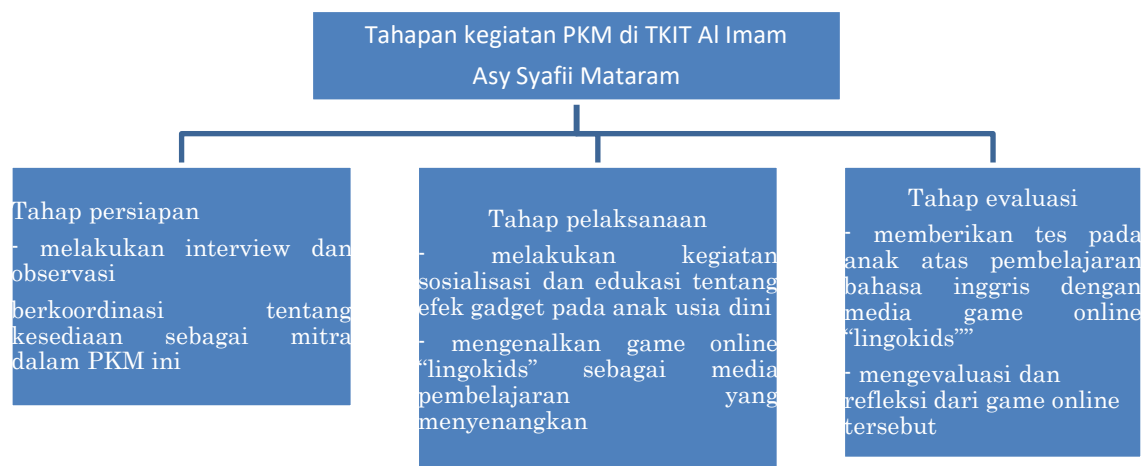 Tahapan kegiatan PKM di TKIT Al Imam
Asy Syafii Mataram
Tahap persiapan
- melakukan interview dan
observasi
berkoordinasi tentang
kesediaan sebagai mitra
dalam PKM ini
Tahap pelaksanaan
- melakukan kegiatan
sosialisasi dan edukasi tentang
efek gadget pada anak usia dini
- mengenalkan game online
“lingokids” sebagai media
pembelajaran yang
menyenangkan
Tahap evaluasi
- memberikan tes pada
anak atas pembelajaran
bahasa inggris dengan
media game online
“lingokids””
- mengevaluasi dan
refleksi dari game online
tersebut